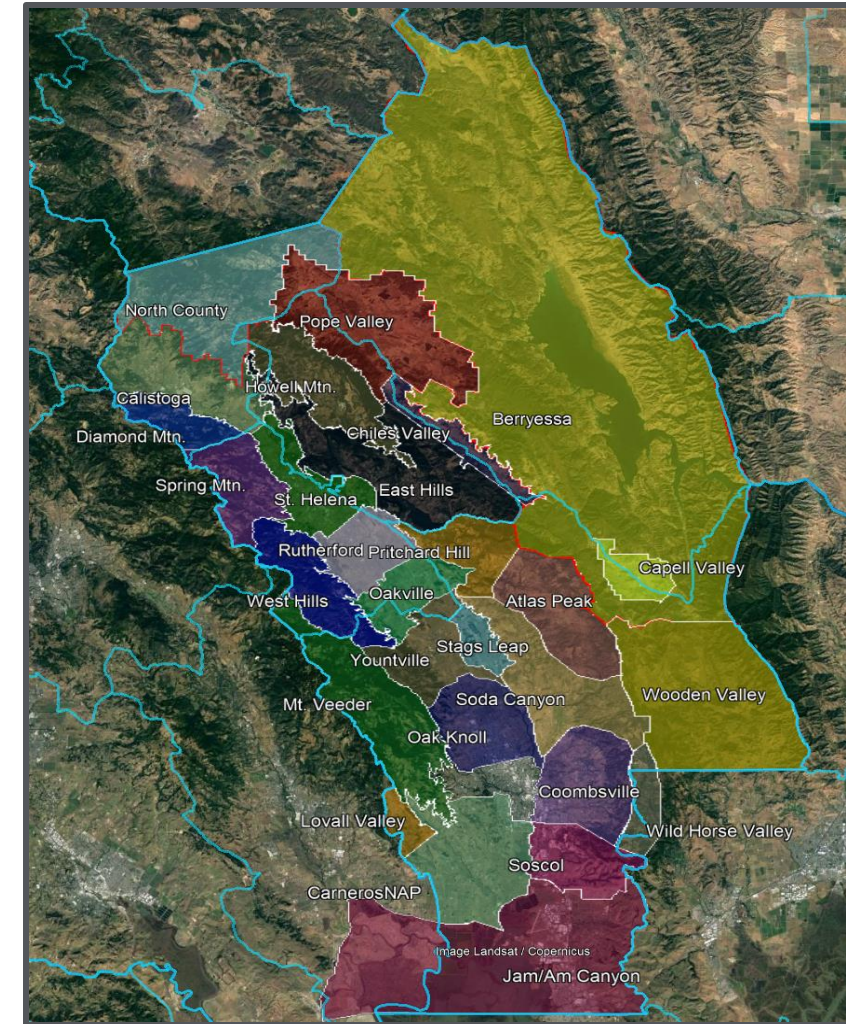 North County
Pope Valley
Howell Mtn.
Calistoga
Berryessa
Diamond Mtn.
Chiles Valley
Spring Mtn.
East Hills
St. Helena
Rutherford
Pritchard Hill
Capell Valley
Oakville
West Hills
Atlas Peak
Stags Leap
Yountville
Wooden Valley
Soda Canyon
Mt. Veeder
Oak Knoll
Coombsville
Lovall Valley
Wild Horse Valley
Soscol
CarnerosNAP
Image Landsat / Copernicus
Jam/Am Canyon